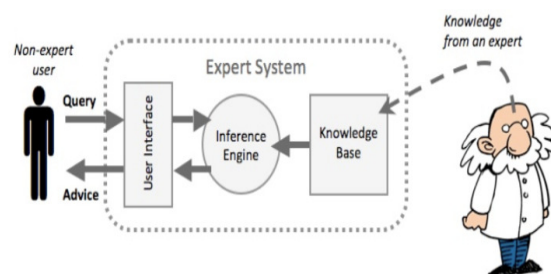 Non-expert
user
Query
Advice
Expert System
User Interface
Inference
Engine
Knowledge
Base
Knowledge
from an expert